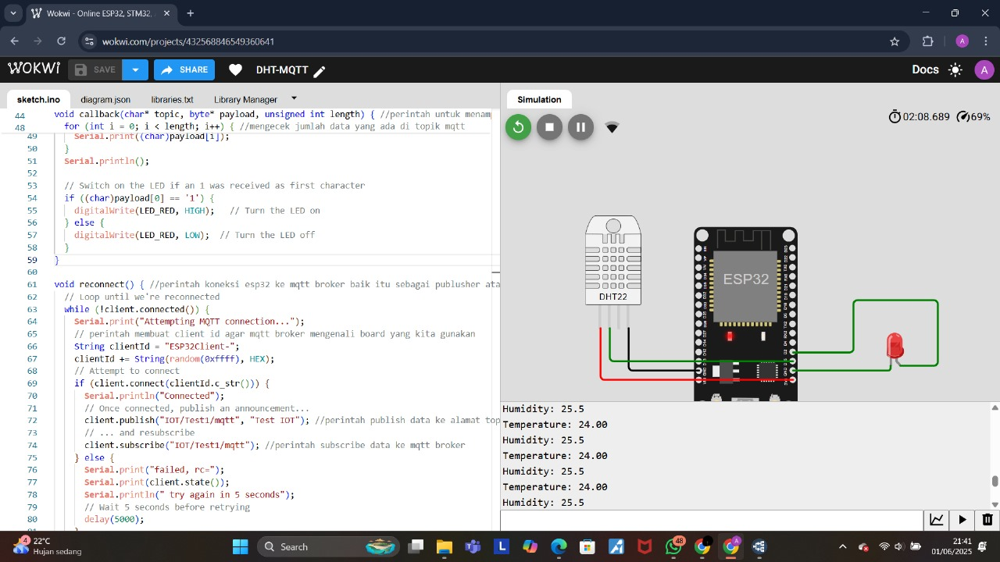 Wokwi - Online ESP32, STM32,
wokwi.com/projects/432568846549360641
A
WOKWI
SAVE
SHARE
DHT-MQTT
Docs
A
sketch.ino
diagram.json
libraries.txt
Library Manager
44 void callback(char* topic, byte* payload, unsigned int length) { //perintah untuk menam
48 for (int i = 0; i < length; i++) { //mengecek jumlah data yang ada di topik mqtt
49 Serial.print((char)payload[i]);
50 }
51 Serial.println();
52
53 // Switch on the LED if an 1 was received as first character
54 if ((char)payload[0] == '1') {
55 digitalWrite(LED_RED, HIGH); // Turn the LED on
56 } else {
57 digitalWrite(LED_RED, LOW); // Turn the LED off
58 }
59 }
60
61 void reconnect() { //perintah koneksi esp32 ke mqtt broker baik itu sebagai publusher ata
62 // Loop until we're reconnected
63 while (!client.connected()) {
64 Serial.print("Attempting MQTT connection...");
65 // perintah membuat client id agar mqtt broker mengenali board yang kita gunakan
66 String clientId = "ESP32Client-";
67 clientId += String(random(0xffff), HEX);
68 // Attempt to connect
69 if (client.connect(clientId.c_str())) {
70 Serial.println("Connected");
71 // Once connected, publish an announcement...
72 client.publish("IOT/Test1/mqtt", "Test IOT"); //perintah publish data ke alamat top
73 // ... and resubscribe
74 client.subscribe("IOT/Test1/mqtt"); //perintah subscribe data ke mqtt broker
75 } else {
76 Serial.print("failed, rc=");
77 Serial.print(client.state());
78 Serial.println(" try again in 5 seconds");
79 // Wait 5 seconds before retrying
80 delay(5000);
Simulation
02:08.689
69%
DHT22
ESP32
Humidity: 25.5
Temperature: 24.00
Humidity: 25.5
Temperature: 24.00
Humidity: 25.5
Temperature: 24.00
Humidity: 25.5
4
22°C
Hujan sedang
Search
L
48
21:41
01/06/2025